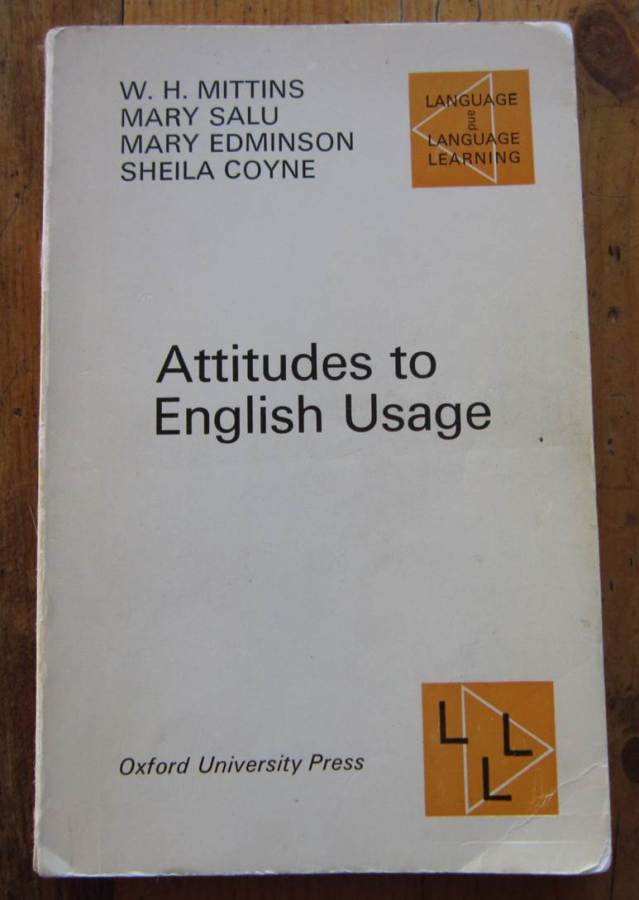 W. H. MITTINS
MARY SALU
MARY EDMINSON
SHEILA COYNE
LANGUAGE
and
LANGUAGE
LEARNING
Attitudes to
English Usage
Oxford University Press
L
L
L